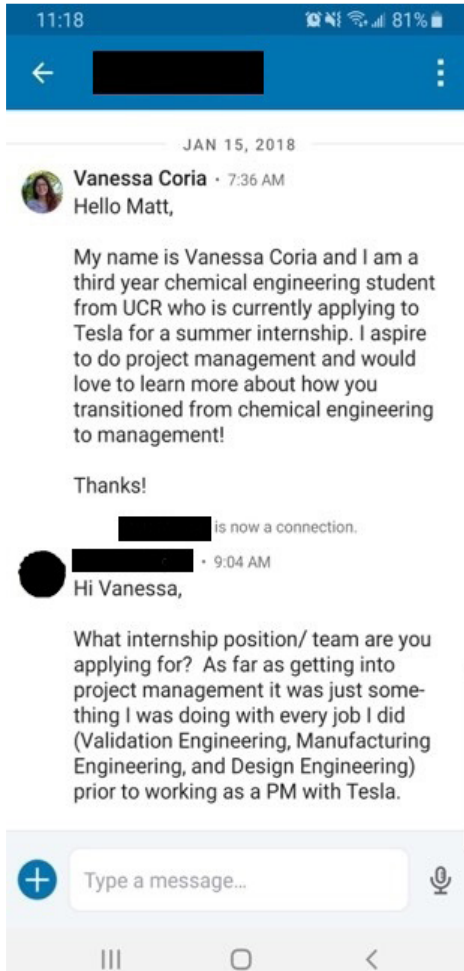 11:18 81%
JAN 15, 2018
Vanessa Coria • 7:36 AM
Hello Matt,
My name is Vanessa Coria and I am a
third year chemical engineering student
from UCR who is currently applying to
Tesla for a summer internship. I aspire
to do project management and would
love to learn more about how you
transitioned from chemical engineering
to management!
Thanks!
is now a connection.
• 9:04 AM
Hi Vanessa,
What internship position/ team are you
applying for?  As far as getting into
project management it was just some-
thing I was doing with every job I did
(Validation Engineering, Manufacturing
Engineering, and Design Engineering)
prior to working as a PM with Tesla.
Type a message...